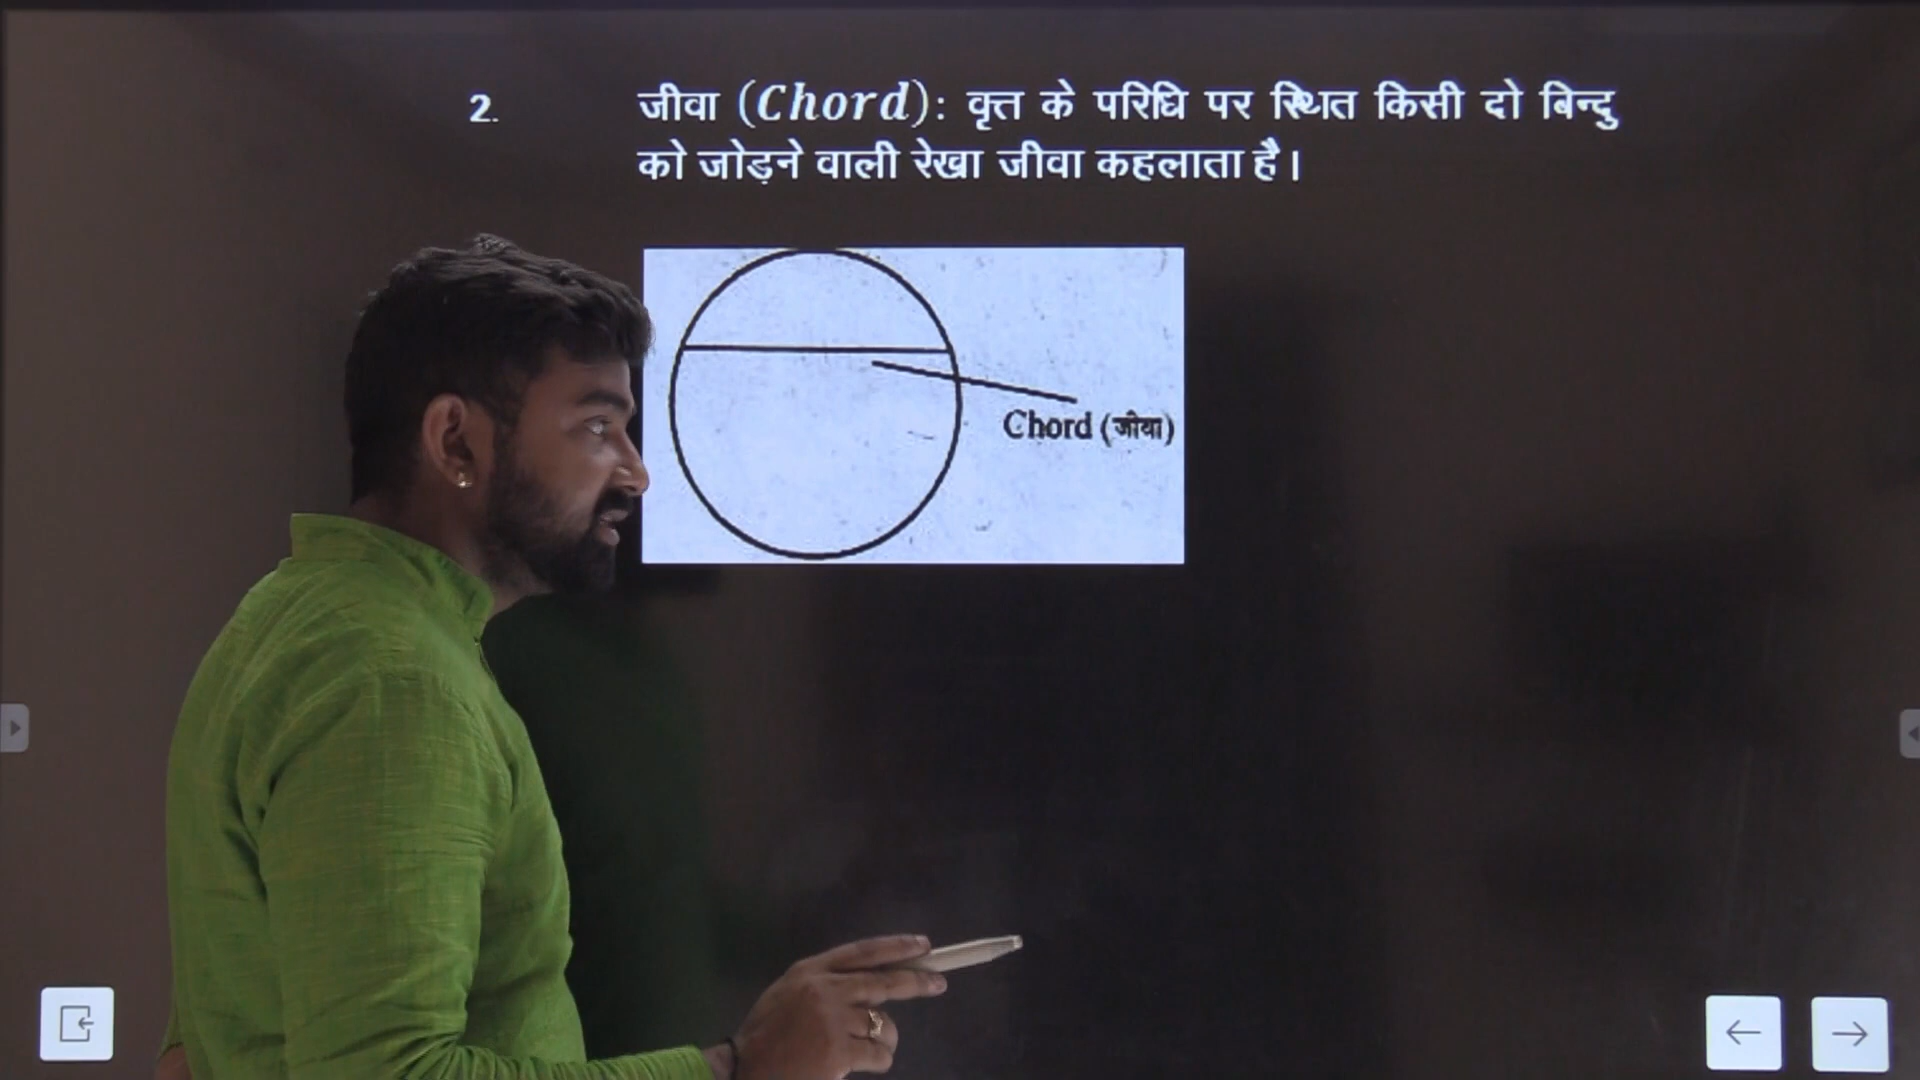 2. जीवा (Chord): वृत्त के परिधि पर स्थित किसी दो बिन्दु
को जोड़ने वाली रेखा जीवा कहलाता है।
Chord (जीवा)